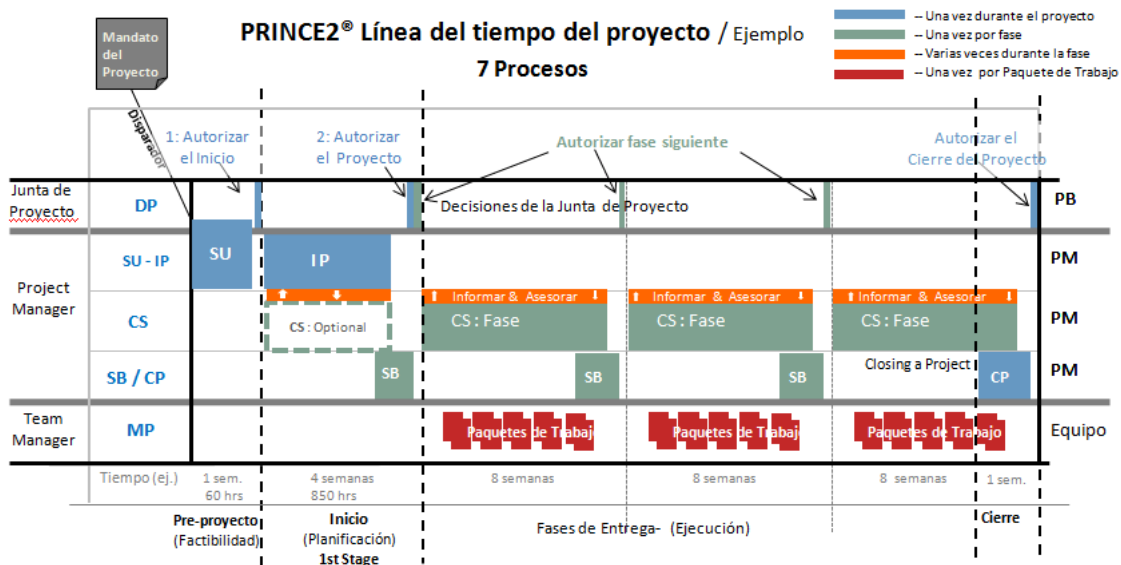 PRINCE2® Línea del tiempo del proyecto / Ejemplo
7 Procesos
-- Una vez durante el proyecto
-- Una vez por fase
-- Varias veces durante la fase
-- Una vez por Paquete de Trabajo
Mandato
del
Proyecto
Disparador
1: Autorizar
el Inicio
2: Autorizar
el Proyecto
Autorizar fase siguiente
Autorizar el
Cierre del Proyecto
Junta de
Proyecto
DP
Decisiones de la Junta de Proyecto
PB
Project
Manager
SU - IP
SU
IP
PM
CS
CS : Optional
Informar & Asesorar
CS : Fase
Informar & Asesorar
CS : Fase
Informar & Asesorar
CS : Fase
PM
SB / CP
SB
SB
SB
Closing a Project
CP
PM
Team
Manager
MP
Paquetes de Trabajo
Paquetes de Trabajo
Paquetes de Trabajo
Equipo
Tiempo (ej.)
1 sem.
60 hrs
4 semanas
850 hrs
8 semanas
8 semanas
8 semanas
1 sem.
Pre-proyecto
(Factibilidad)
Inicio
(Planificación)
1st Stage
Fases de Entrega- (Ejecución)
Cierre